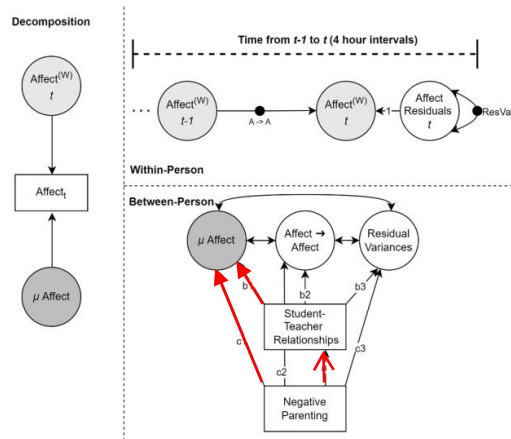 Decomposition
Affect(W)
t
Affectt
μ Affect
Time from t-1 to t (4 hour intervals)
...
Affect(W)
t-1
A -> A
Affect(W)
t
1
Affect
Residuals
t
ResVa
Within-Person
Between-Person
μ Affect
Affect →
Affect
Residual
Variances
b
b2
b3
Student-
Teacher
Relationships
c
c2
c3
Negative
Parenting